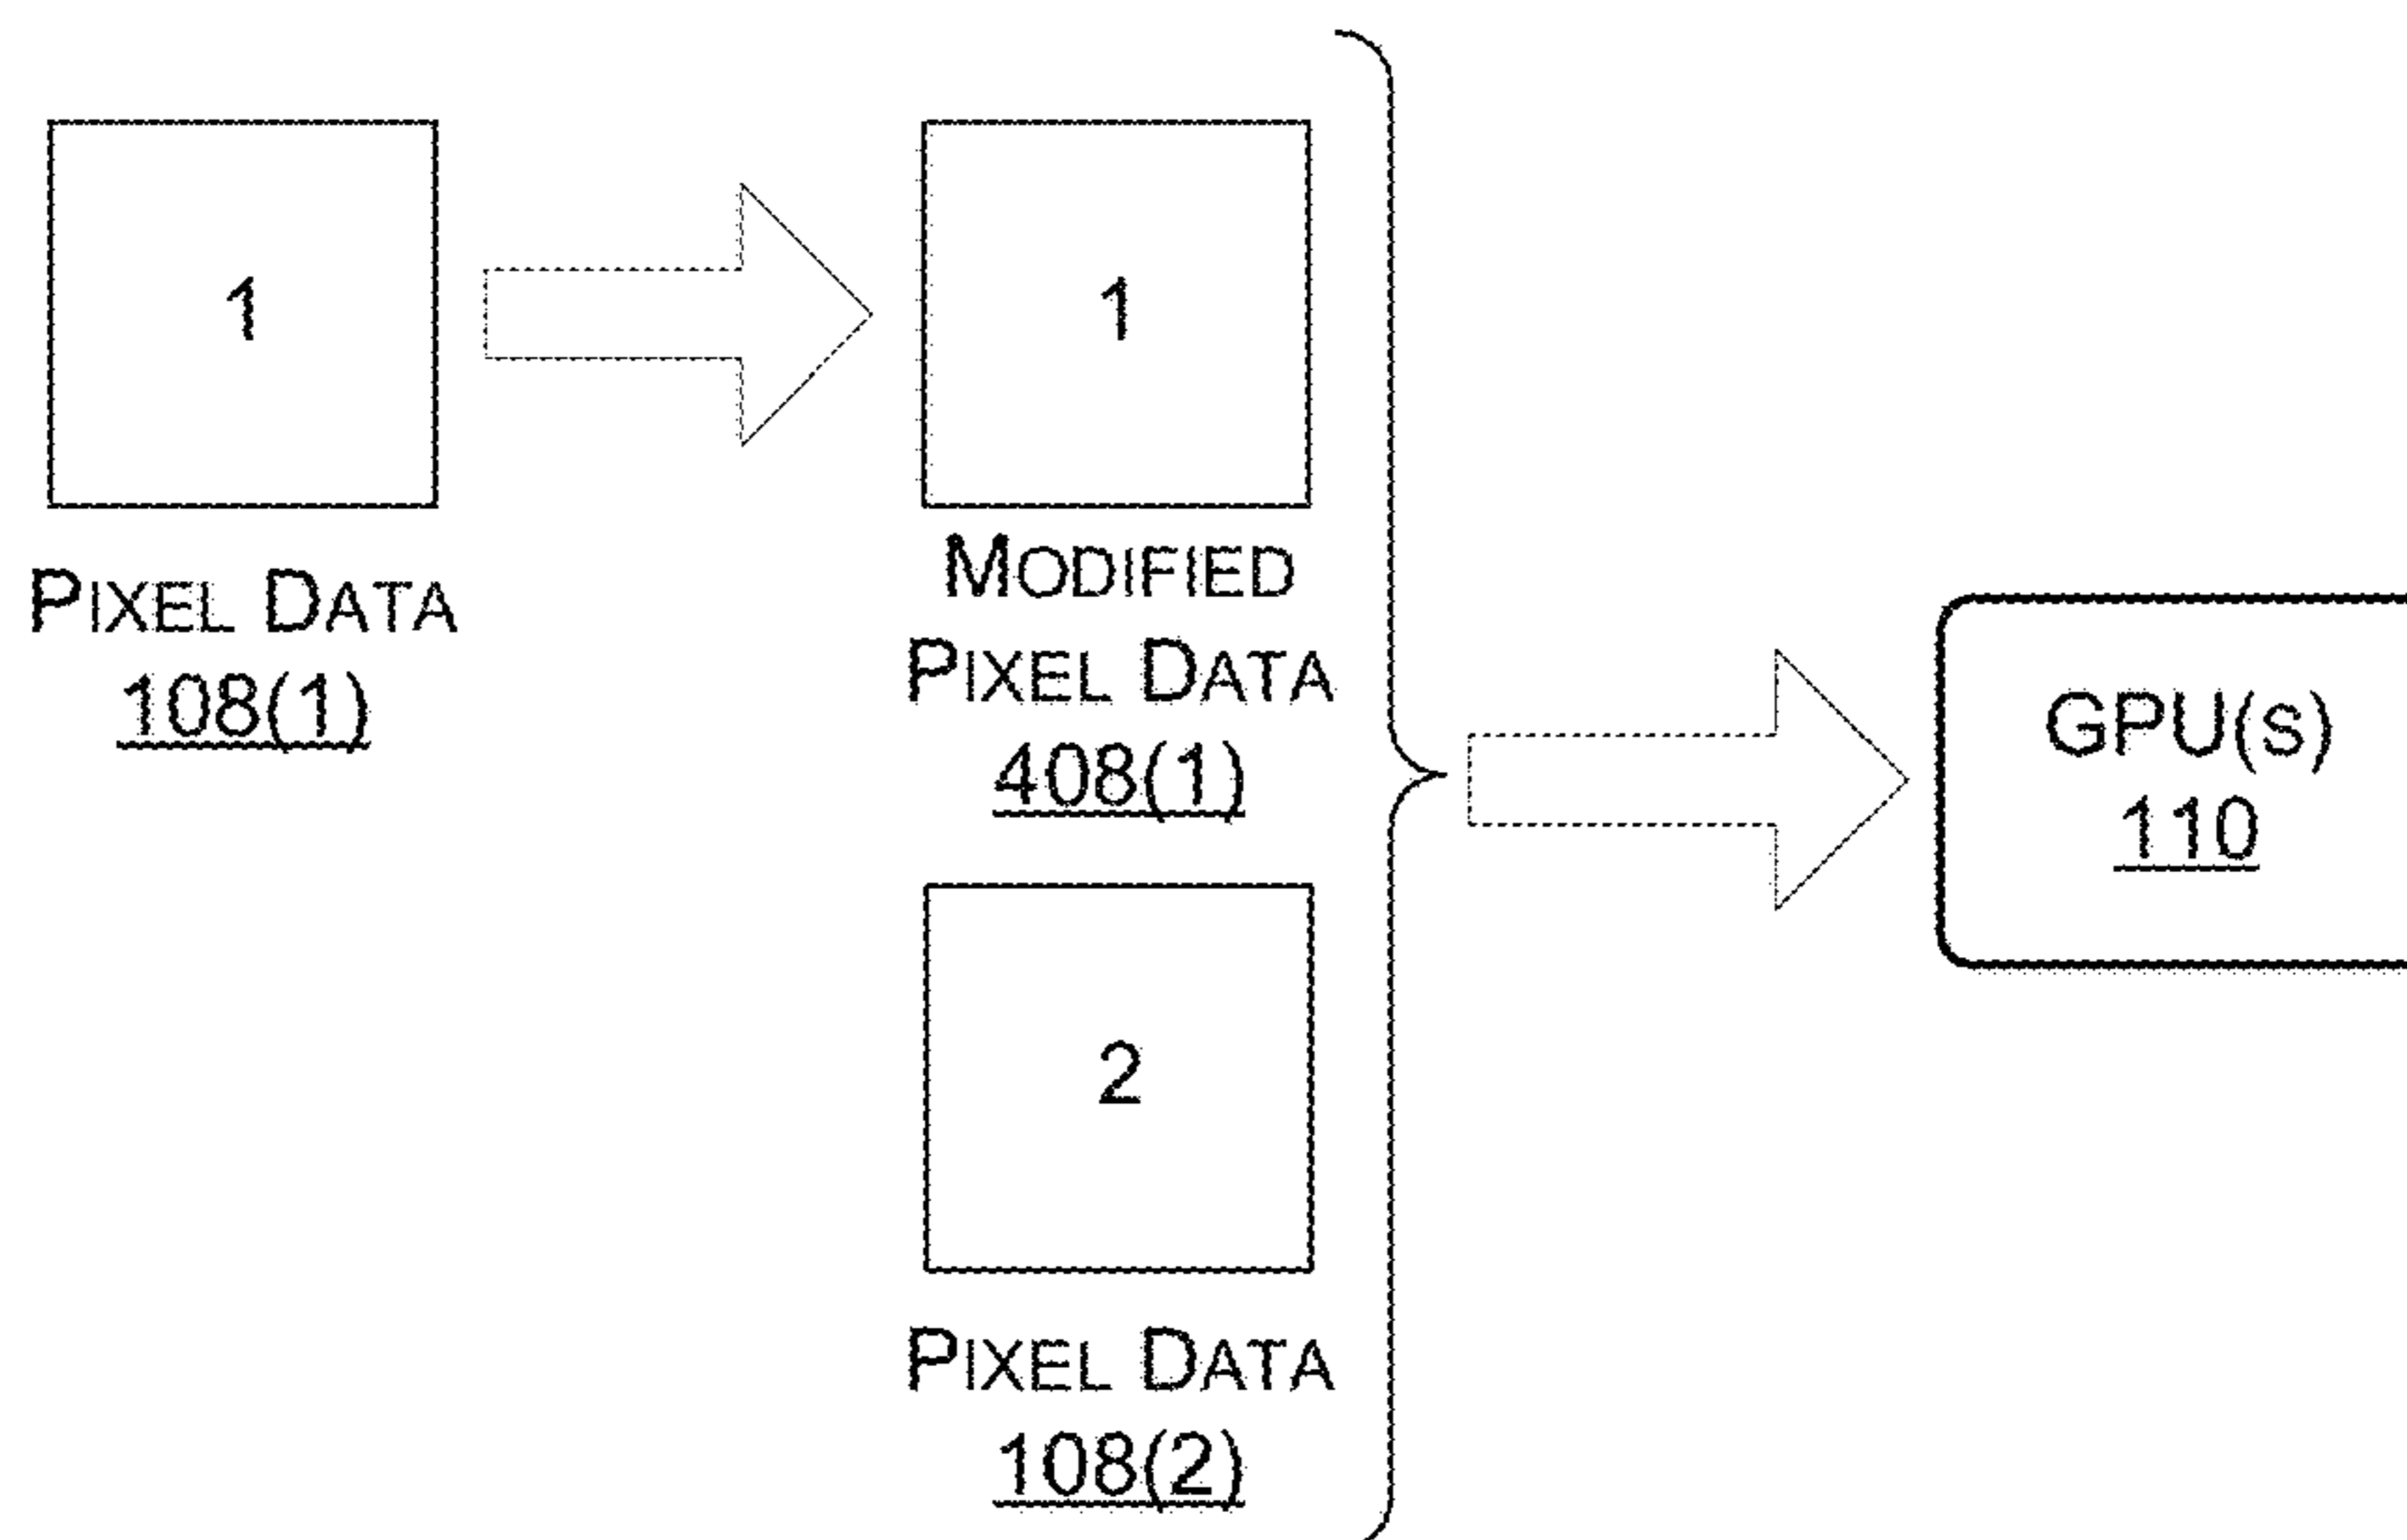 1
PIXEL DATA
108(1)
1
MODIFIED
PIXEL DATA
408(1)
2
PIXEL DATA
108(2)
GPU(S)
110